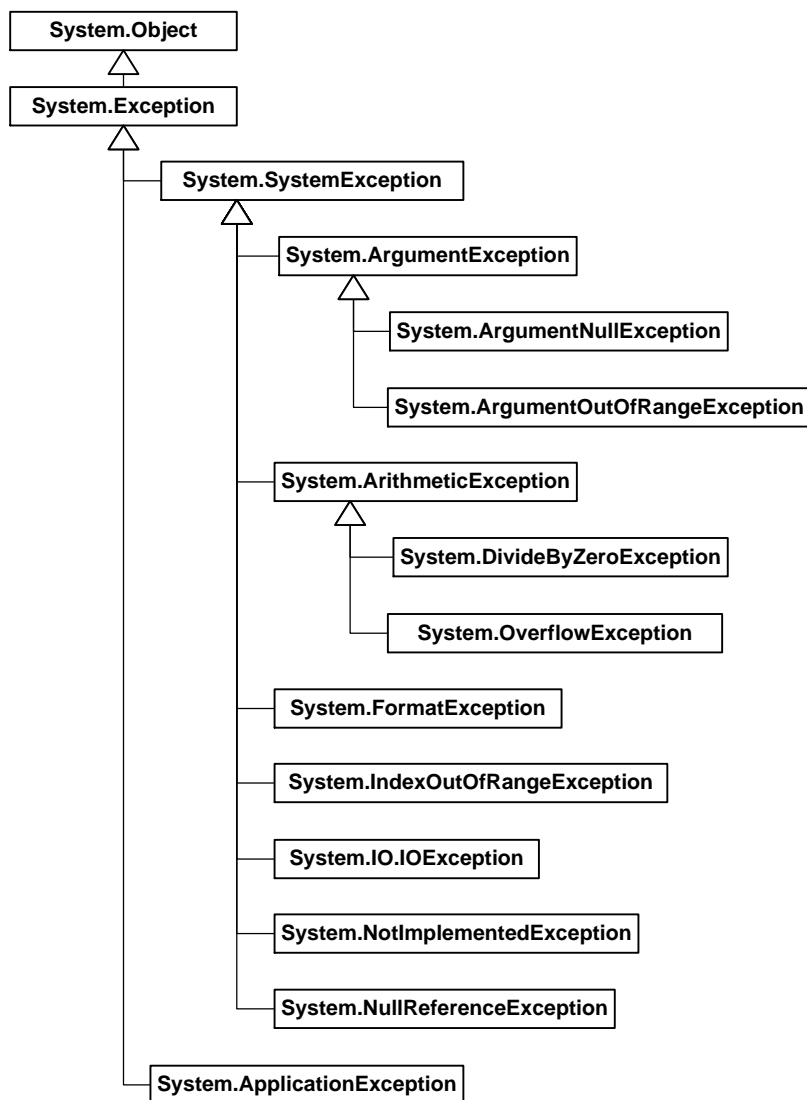 System.Object
System.Exception
System.SystemException
System.ArgumentException
System.ArgumentNullException
System.ArgumentOutOfRangeException
System.ArithmeticException
System.DivideByZeroException
System.OverflowException
System.FormatException
System.IndexOutOfRangeException
System.IO.IOException
System.NotImplementedException
System.NullReferenceException
System.ApplicationException